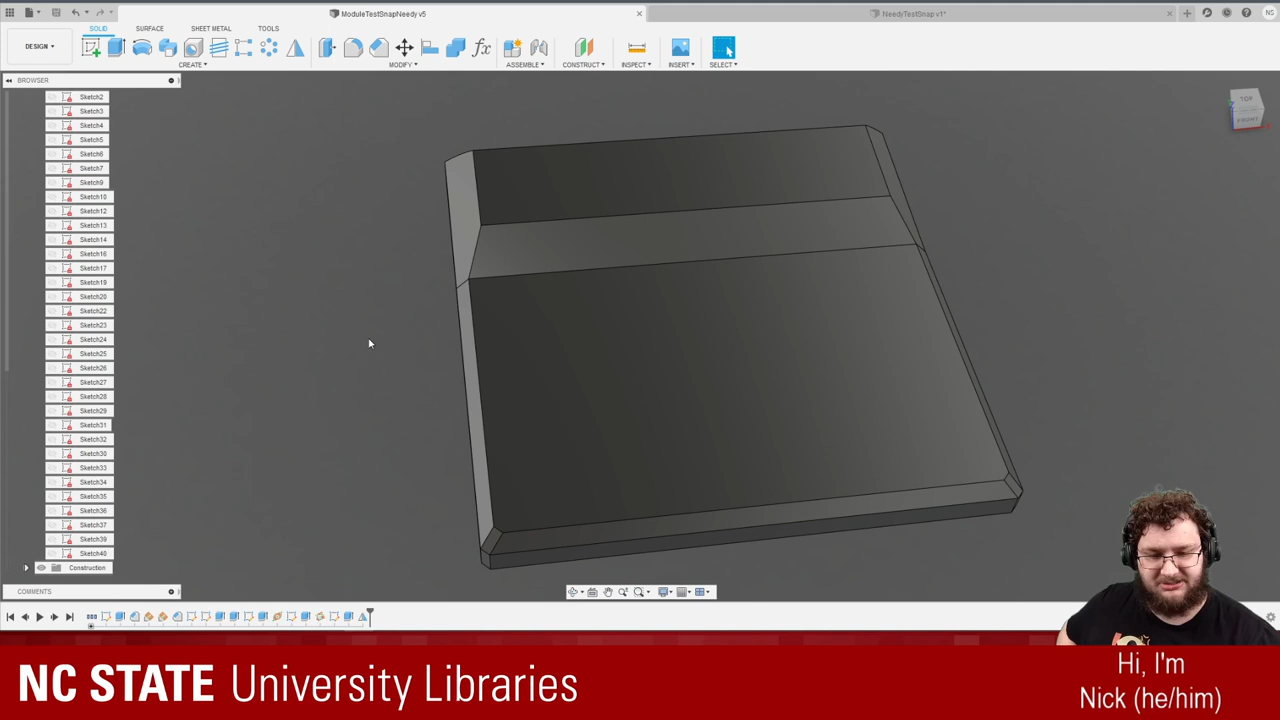 ModuleTestSnapNeedy v5
NeedyTestSnap v1*
NS
SOLID
SURFACE
SHEET METAL
TOOLS
DESIGN
CREATE
MODIFY
ASSEMBLE
CONSTRUCT
INSPECT
INSERT
SELECT
BROWSER
Sketch2
Sketch3
Sketch4
Sketch5
Sketch6
Sketch7
Sketch9
Sketch10
Sketch12
Sketch13
Sketch14
Sketch16
Sketch17
Sketch19
Sketch20
Sketch22
Sketch23
Sketch24
Sketch25
Sketch26
Sketch27
Sketch28
Sketch29
Sketch31
Sketch32
Sketch30
Sketch33
Sketch34
Sketch35
Sketch36
Sketch37
Sketch39
Sketch40
Construction
COMMENTS
TOP
FRONT
NC STATE University Libraries
Hi, I'm
Nick (he/him)